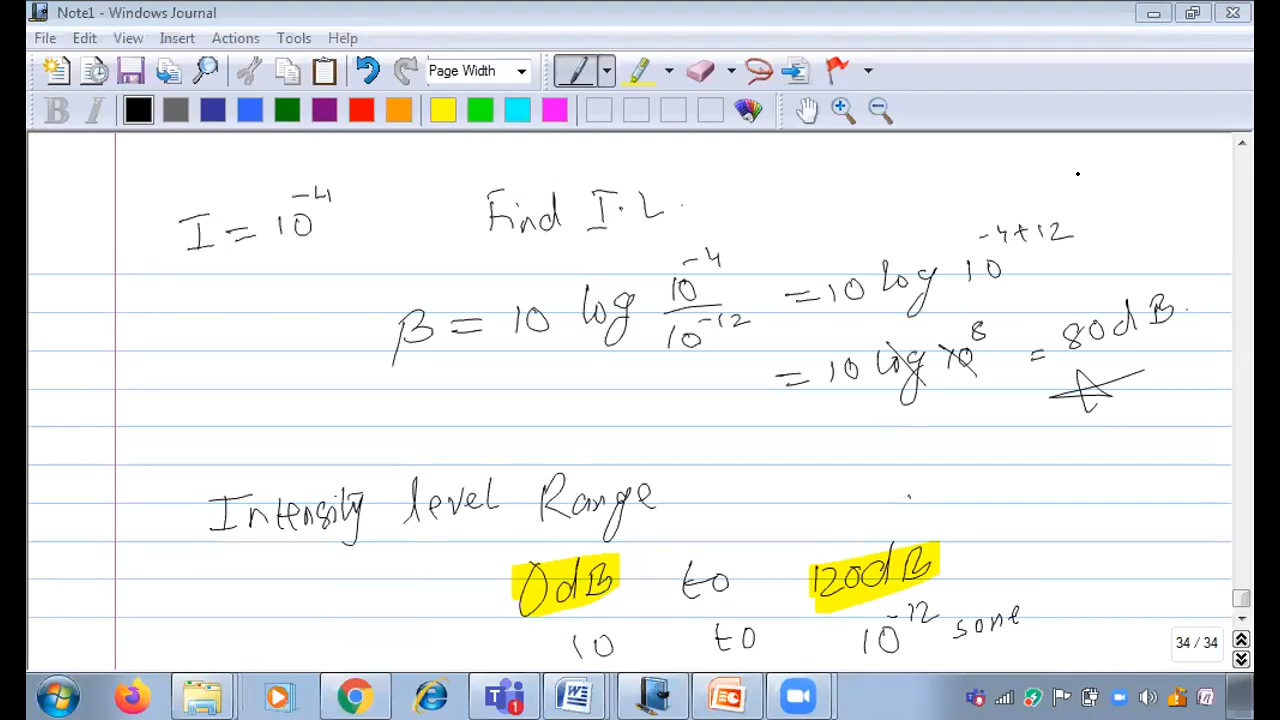 Note1 - Windows Journal
File Edit View Insert Actions Tools Help
Page Width
B I
I = 10⁻⁴ Find I.L.
β = 10 log 10⁻⁴/10⁻¹² = 10 log 10⁻⁴⁺¹²
= 10 log 10⁸ = 80dB.
Intensity level Range
0dB to 120dB
10 to 10⁻¹² sone
34 / 34
1